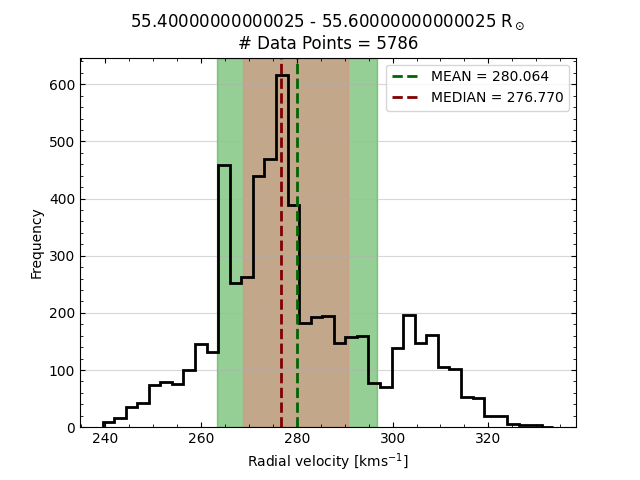 55.40000000000025 - 55.60000000000025 R⊙
# Data Points = 5786
MEAN = 280.064
MEDIAN = 276.770
Frequency
600
500
400
300
200
100
0
240 260 280 300 320
Radial velocity [kms⁻¹]